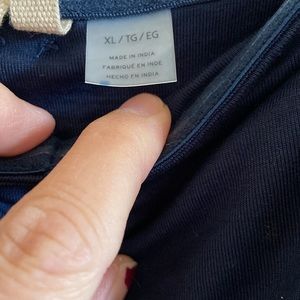 XL / TG / EG
MADE IN INDIA
FABRIQUÉ EN INDE
HECHO EN INDIA